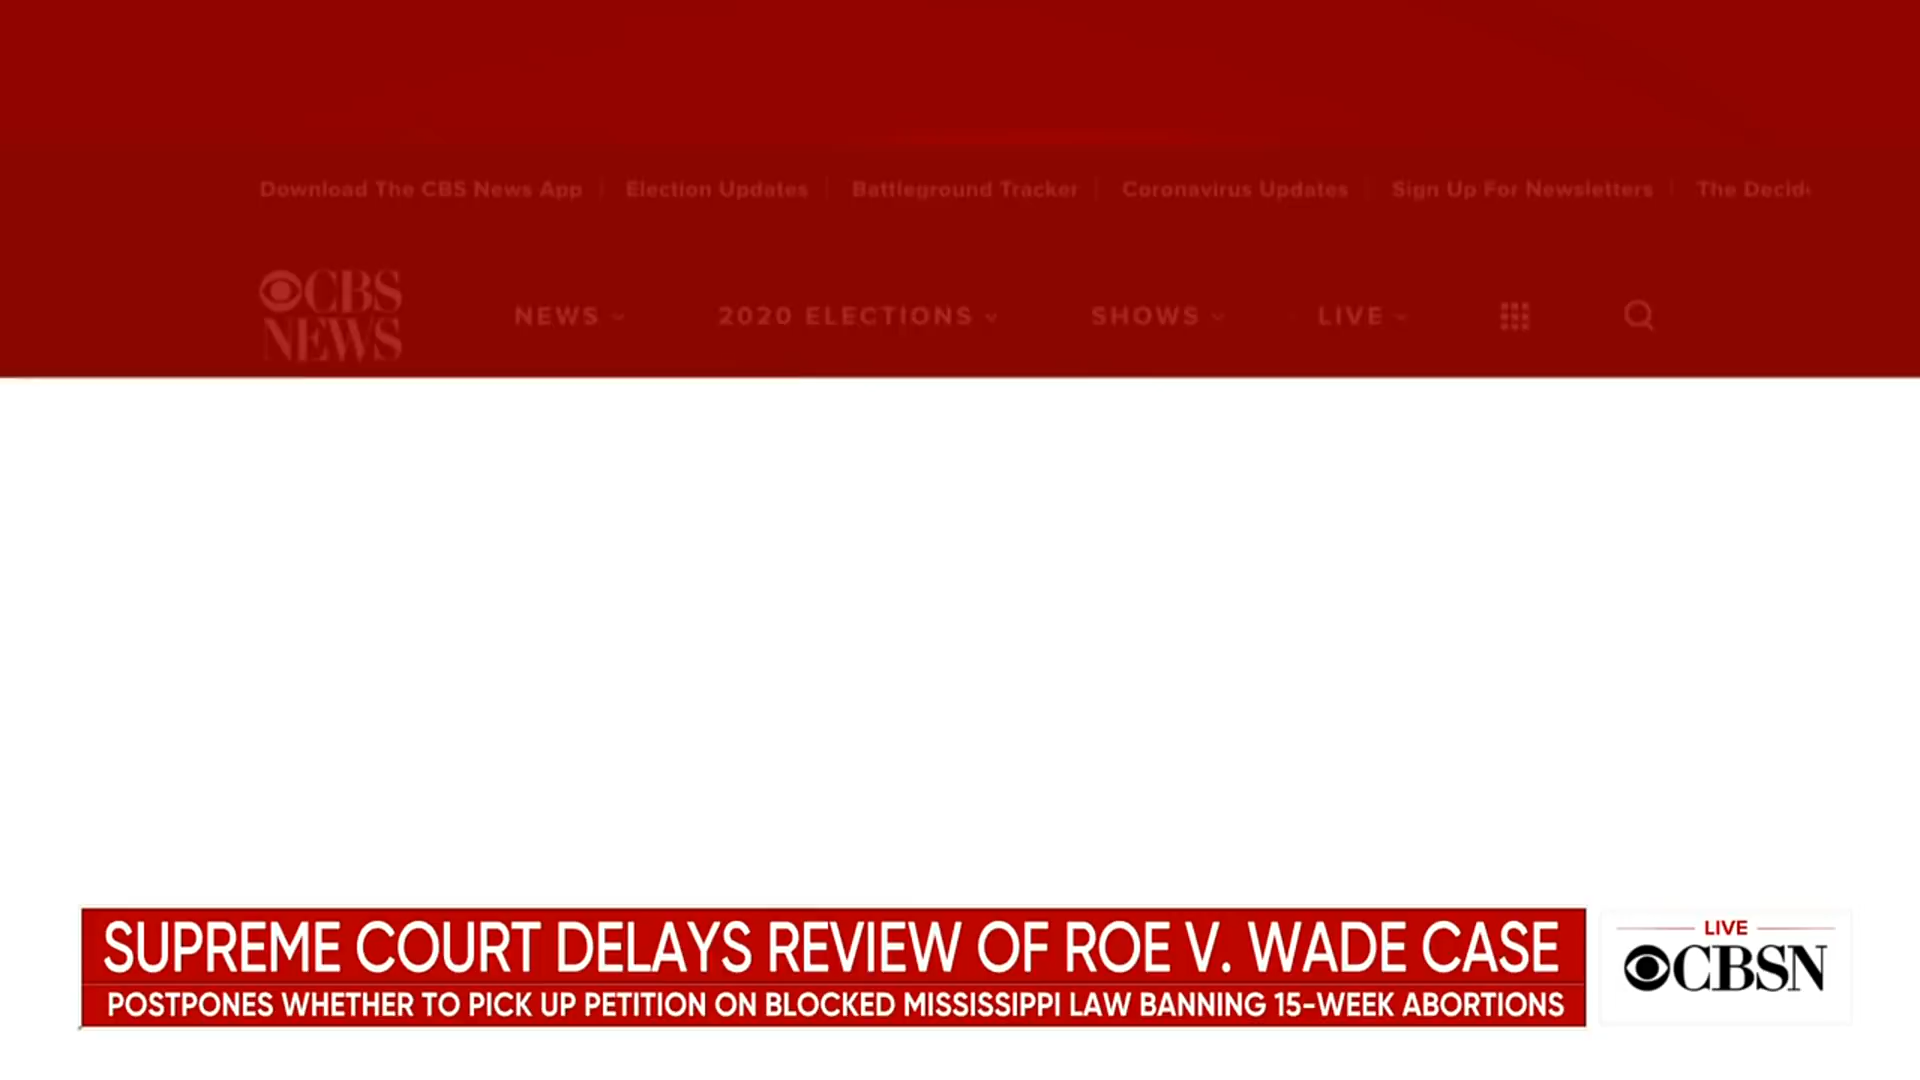 Download The CBS News App Election Updates Battleground Tracker Coronavirus Updates Sign Up For Newsletters The
CBS
NEWS
NEWS 2020 ELECTIONS SHOWS LIVE
SUPREME COURT DELAYS REVIEW OF ROE V. WADE CASE
POSTPONES WHETHER TO PICK UP PETITION ON BLOCKED MISSISSIPPI LAW BANNING 15-WEEK ABORTIONS
LIVE
CBSN